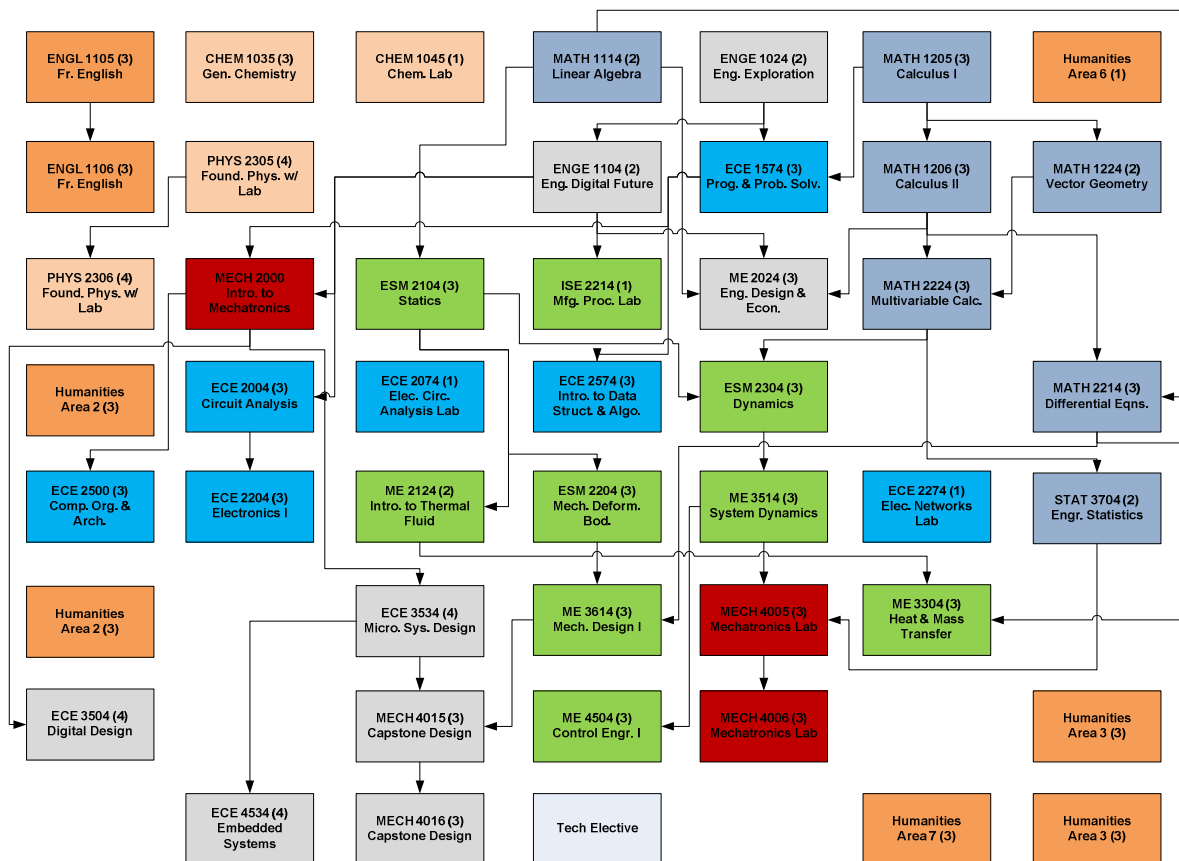 ENGL 1105 (3)
Fr. English
CHEM 1035 (3)
Gen. Chemistry
CHEM 1045 (1)
Chem. Lab
MATH 1114 (2)
Linear Algebra
ENGE 1024 (2)
Eng. Exploration
MATH 1205 (3)
Calculus I
Humanities
Area 6 (1)
ENGL 1106 (3)
Fr. English
PHYS 2305 (4)
Found. Phys. w/
Lab
ENGE 1104 (2)
Eng. Digital Future
ECE 1574 (3)
Prog. & Prob. Solv.
MATH 1206 (3)
Calculus II
MATH 1224 (2)
Vector Geometry
PHYS 2306 (4)
Found. Phys. w/
Lab
MECH 2000
Intro. to
Mechatronics
ESM 2104 (3)
Statics
ISE 2214 (1)
Mfg. Proc. Lab
ME 2024 (3)
Eng. Design &
Econ.
MATH 2224 (3)
Multivariable Calc.
Humanities
Area 2 (3)
ECE 2004 (3)
Circuit Analysis
ECE 2074 (1)
Elec. Circ.
Analysis Lab
ECE 2574 (3)
Intro. to Data
Struct. & Algo.
ESM 2304 (3)
Dynamics
MATH 2214 (3)
Differential Eqns.
ECE 2500 (3)
Comp. Org. &
Arch.
ECE 2204 (3)
Electronics I
ME 2124 (2)
Intro. to Thermal
Fluid
ESM 2204 (3)
Mech. Deform.
Bod.
ME 3514 (3)
System Dynamics
ECE 2274 (1)
Elec. Networks
Lab
STAT 3704 (2)
Engr. Statistics
Humanities
Area 2 (3)
ECE 3534 (4)
Micro. Sys. Design
ME 3614 (3)
Mech. Design I
MECH 4005 (3)
Mechatronics Lab
ME 3304 (3)
Heat & Mass
Transfer
ECE 3504 (4)
Digital Design
MECH 4015 (3)
Capstone Design
ME 4504 (3)
Control Engr. I
MECH 4006 (3)
Mechatronics Lab
Humanities
Area 3 (3)
ECE 4534 (4)
Embedded
Systems
MECH 4016 (3)
Capstone Design
Tech Elective
Humanities
Area 7 (3)
Humanities
Area 3 (3)